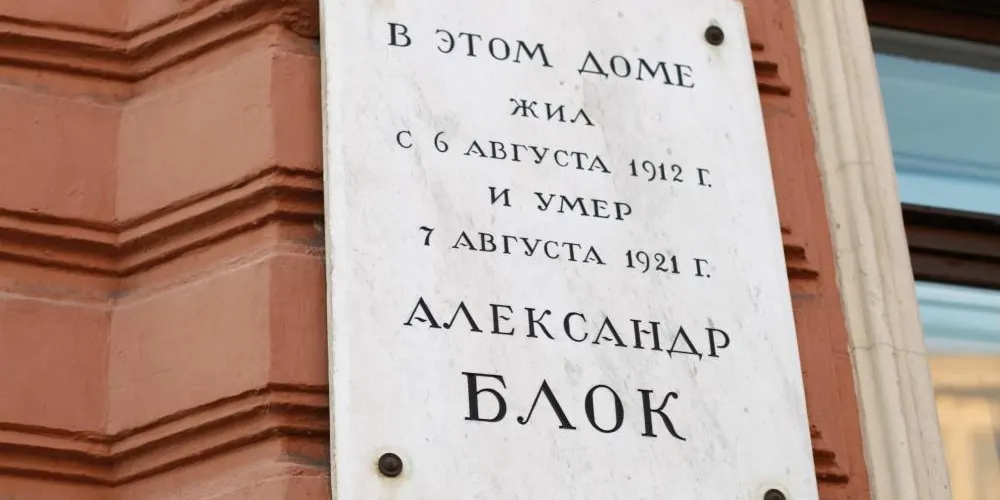 В ЭТОМ ДОМЕ
ЖИЛ
С 6 АВГУСТА 1912 Г.
И УМЕР
7 АВГУСТА 1921 Г.
АЛЕКСАНДР
БЛОК